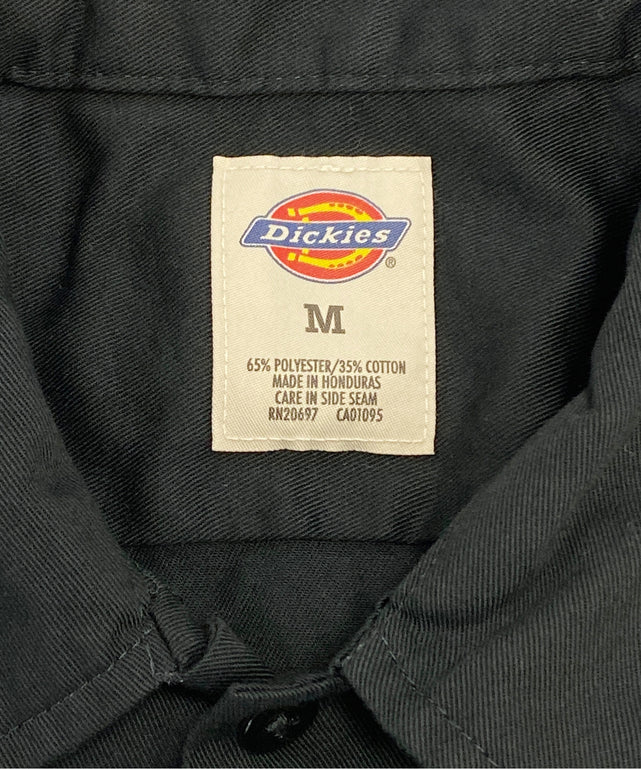 Dickies
®
M
65% POLYESTER/35% COTTON
MADE IN HONDURAS
CARE IN SIDE SEAM
RN20697 CA01095